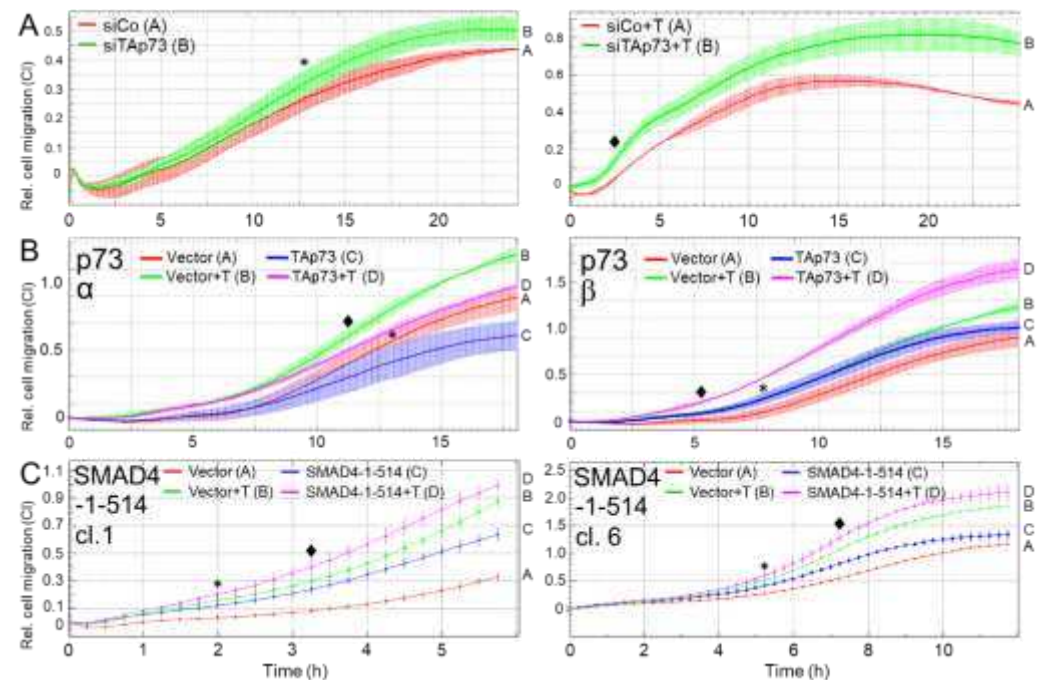 A
Rel. cell migration (CI)
siCo (A)
siTAp73 (B)
*
B
A
0.5
0.4
0.3
0.2
0.1
0
0 5 10 15 20
siCo+T (A)
siTAp73+T (B)
◆
B
A
0.8
0.6
0.4
0.2
0
0 5 10 15 20
B
Rel. cell migration (CI)
p73
α
Vector (A) TAp73 (C)
Vector+T (B) TAp73+T (D)
◆
*
B
D
A
C
1.0
0.5
0
0 5 10 15
p73
β
Vector (A) TAp73 (C)
Vector+T (B) TAp73+T (D)
◆
*
D
B
C
A
1.5
1.0
0.5
0
0 5 10 15
C
Rel. cell migration (CI)
SMAD4
-1-514
cl.1
Vector (A) SMAD4-1-514 (C)
Vector+T (B) SMAD4-1-514+T (D)
*
◆
D
B
C
A
1.1
0.9
0.7
0.5
0.3
0.1
0
0 1 2 3 4 5
Time (h)
SMAD4
-1-514
cl. 6
Vector (A) SMAD4-1-514 (C)
Vector+T (B) SMAD4-1-514+T (D)
*
◆
D
B
C
A
2.5
2.0
1.5
1.0
0.5
0
0 2 4 6 8 10
Time (h)